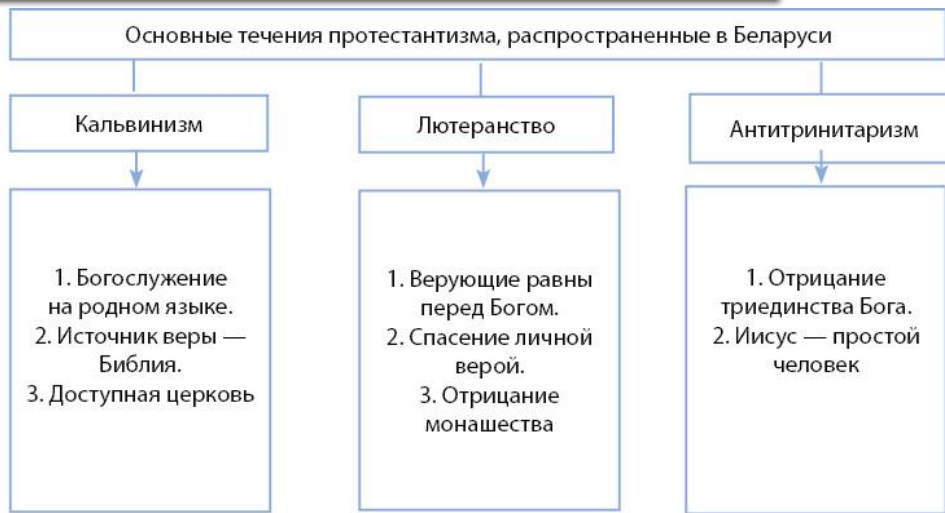 Основные течения протестантизма, распространенные в Беларуси
Кальвинизм
1. Богослужение
на родном языке.
2. Источник веры —
Библия.
3. Доступная церковь
Лютеранство
1. Верующие равны
перед Богом.
2. Спасение личной
верой.
3. Отрицание
монашества
Антитринитаризм
1. Отрицание
триединства Бога.
2. Иисус — простой
человек